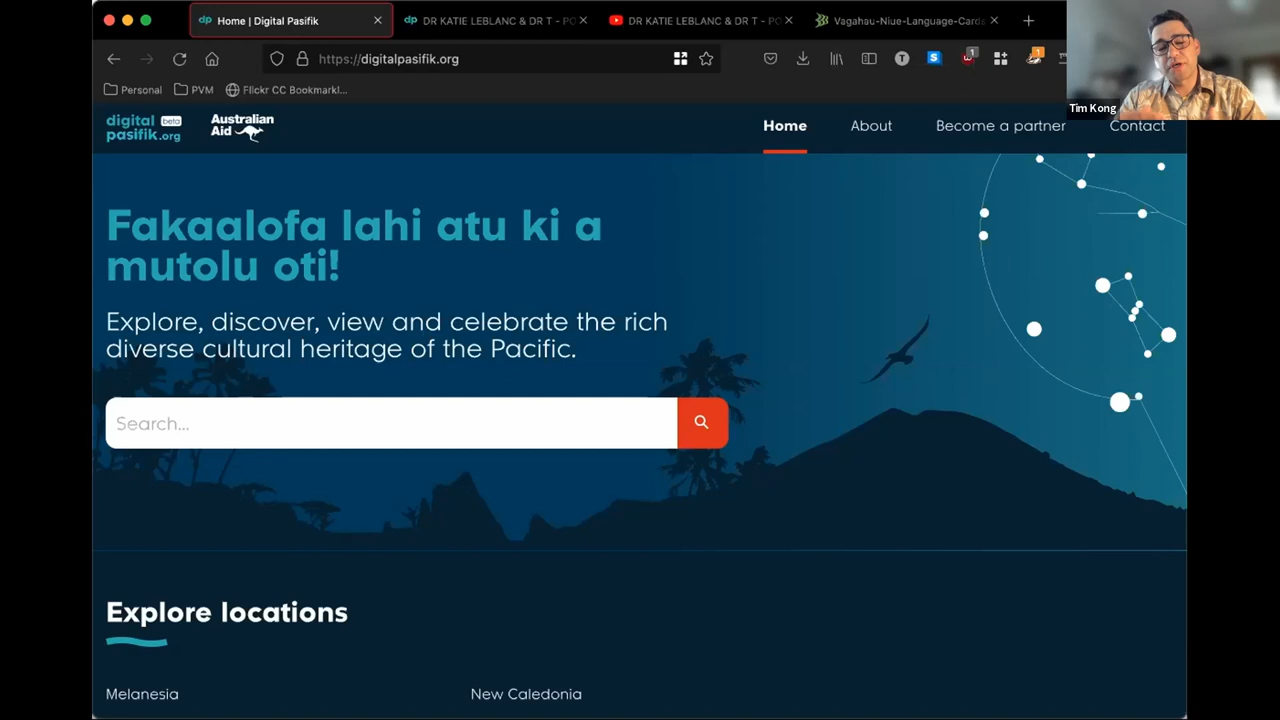 Home | Digital Pasifik
DR KATIE LEBLANC & DR T - PO
DR KATIE LEBLANC & DR T - PO
Vagahau-Niue-Language-Cards
https://digitalpasifik.org
Personal
PVM
Flickr CC Bookmarkl...
Tim Kong
digital beta
pasifik.org
Australian
Aid
Home
About
Become a partner
Contact
Fakaalofa lahi atu ki a
mutolu oti!
Explore, discover, view and celebrate the rich
diverse cultural heritage of the Pacific.
Search...
Explore locations
Melanesia
New Caledonia